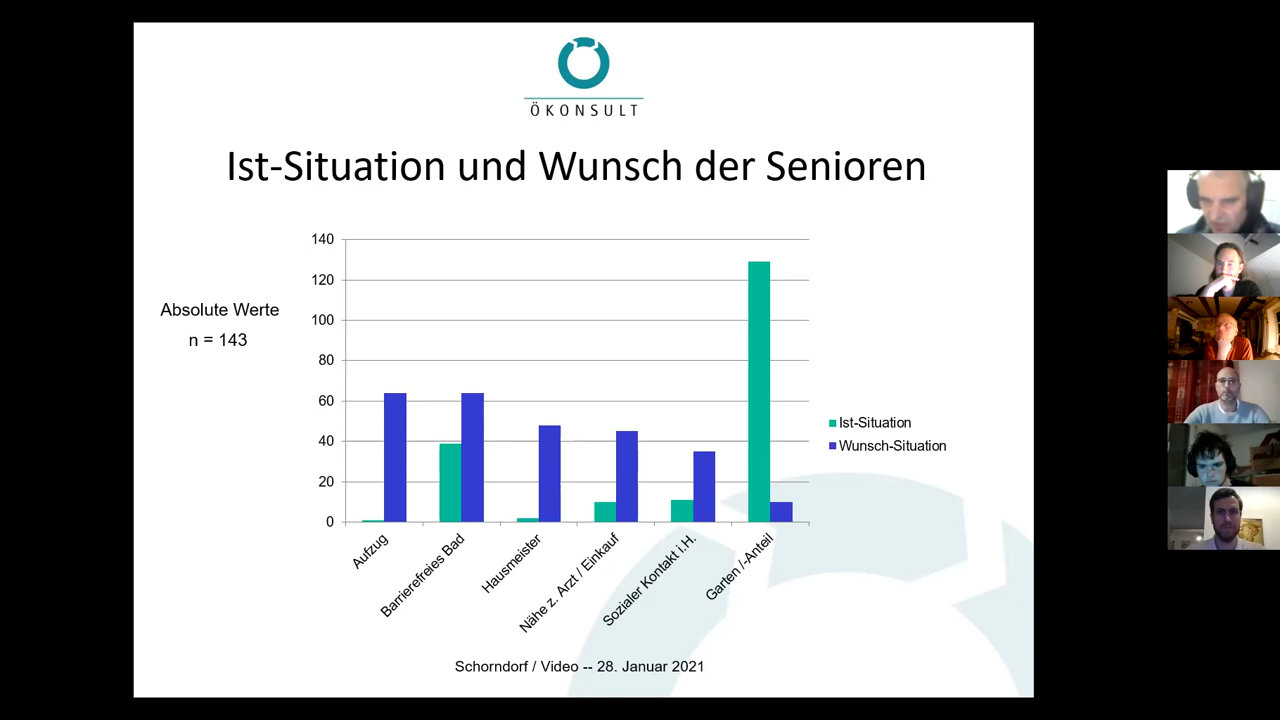 ÖKONSULT
Ist-Situation und Wunsch der Senioren
Absolute Werte
n = 143
140
120
100
80
60
40
20
0
Aufzug
Barrierefreies Bad
Hausmeister
Nähe z. Arzt / Einkauf
Sozialer Kontakt i.H.
Garten /-Anteil
Ist-Situation
Wunsch-Situation
Schorndorf / Video -- 28. Januar 2021